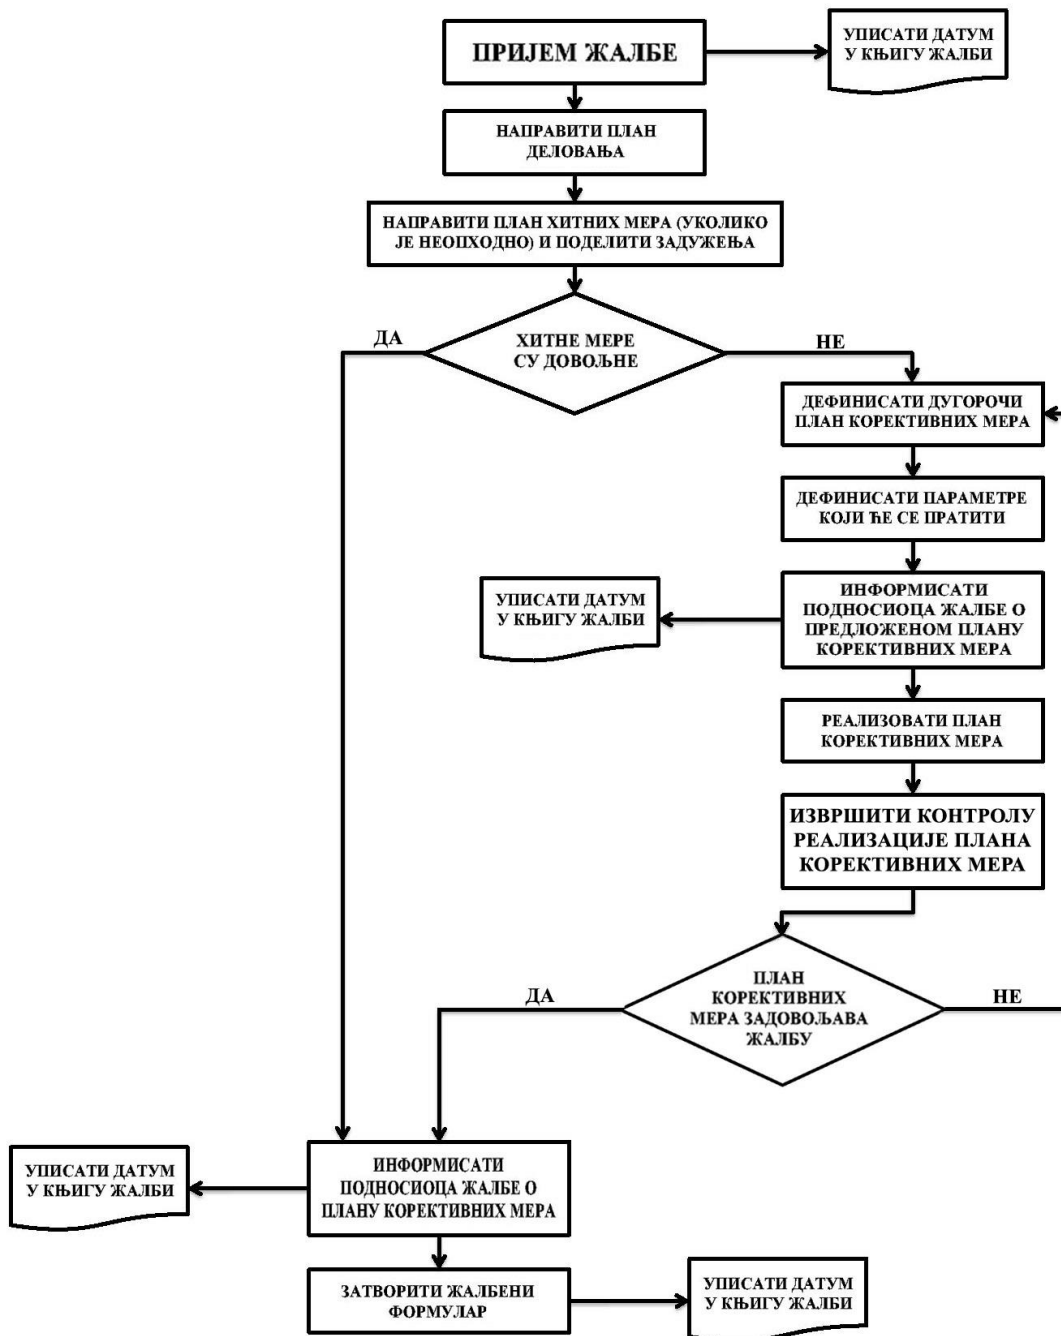 ПРИЈЕМ ЖАЛБЕ
УПИСАТИ ДАТУМ
У КЊИГУ ЖАЛБИ
НАПРАВИТИ ПЛАН
ДЕЛОВАЊА
НАПРАВИТИ ПЛАН ХИТНИХ МЕРА (УКОЛИКО
ЈЕ НЕОПХОДНО) И ПОДЕЛИТИ ЗАДУЖЕЊА
ДА
ХИТНЕ МЕРЕ
СУ ДОВОЉНЕ
НЕ
ДЕФИНИСАТИ ДУГОРОЧИ
ПЛАН КОРЕКТИВНИХ МЕРА
ДЕФИНИСАТИ ПАРАМЕТРЕ
КОЈИ ЋЕ СЕ ПРАТИТИ
УПИСАТИ ДАТУМ
У КЊИГУ ЖАЛБИ
ИНФОРМИСАТИ
ПОДНОСИОЦА ЖАЛБЕ О
ПРЕДЛОЖЕНОМ ПЛАНУ
КОРЕКТИВНИХ МЕРА
РЕАЛИЗОВАТИ ПЛАН
КОРЕКТИВНИХ МЕРА
ИЗВРШИТИ КОНТРОЛУ
РЕАЛИЗАЦИЈЕ ПЛАНА
КОРЕКТИВНИХ МЕРА
ДА
ПЛАН
КОРЕКТИВНИХ
МЕРА ЗАДОВОЉАВА
ЖАЛБУ
НЕ
УПИСАТИ ДАТУМ
У КЊИГУ ЖАЛБИ
ИНФОРМИСАТИ
ПОДНОСИОЦА ЖАЛБЕ О
ПЛАНУ КОРЕКТИВНИХ МЕРА
ЗАТВОРИТИ ЖАЛБЕНИ
ФОРМУЛАР
УПИСАТИ ДАТУМ
У КЊИГУ ЖАЛБИ